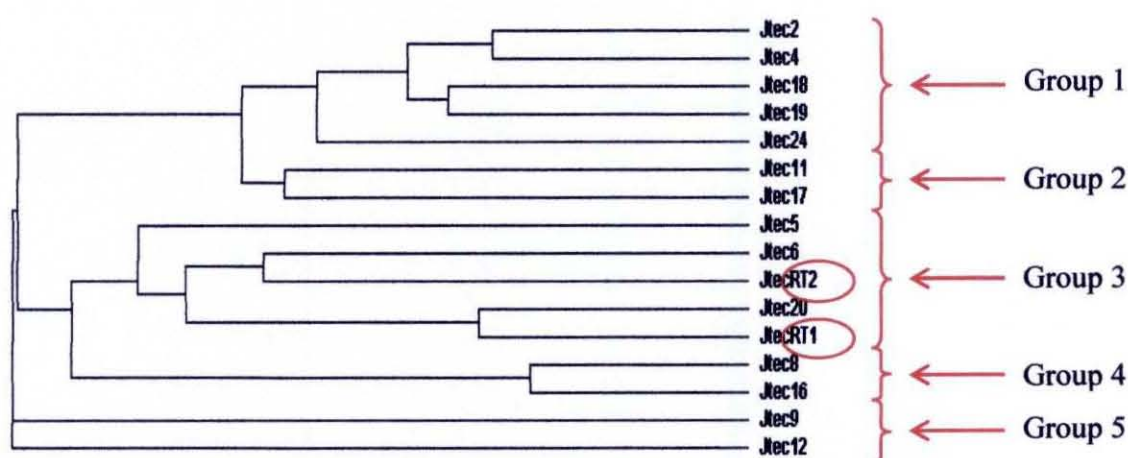 Jtec2
Jtec4
Jtec18
Jtec19
Jtec24
Group 1
Jtec11
Jtec17
Group 2
Jtec5
Jtec6
JtecRT2
Jtec20
JtecRT1
Group 3
Jtec8
Jtec16
Group 4
Jtec9
Jtec12
Group 5